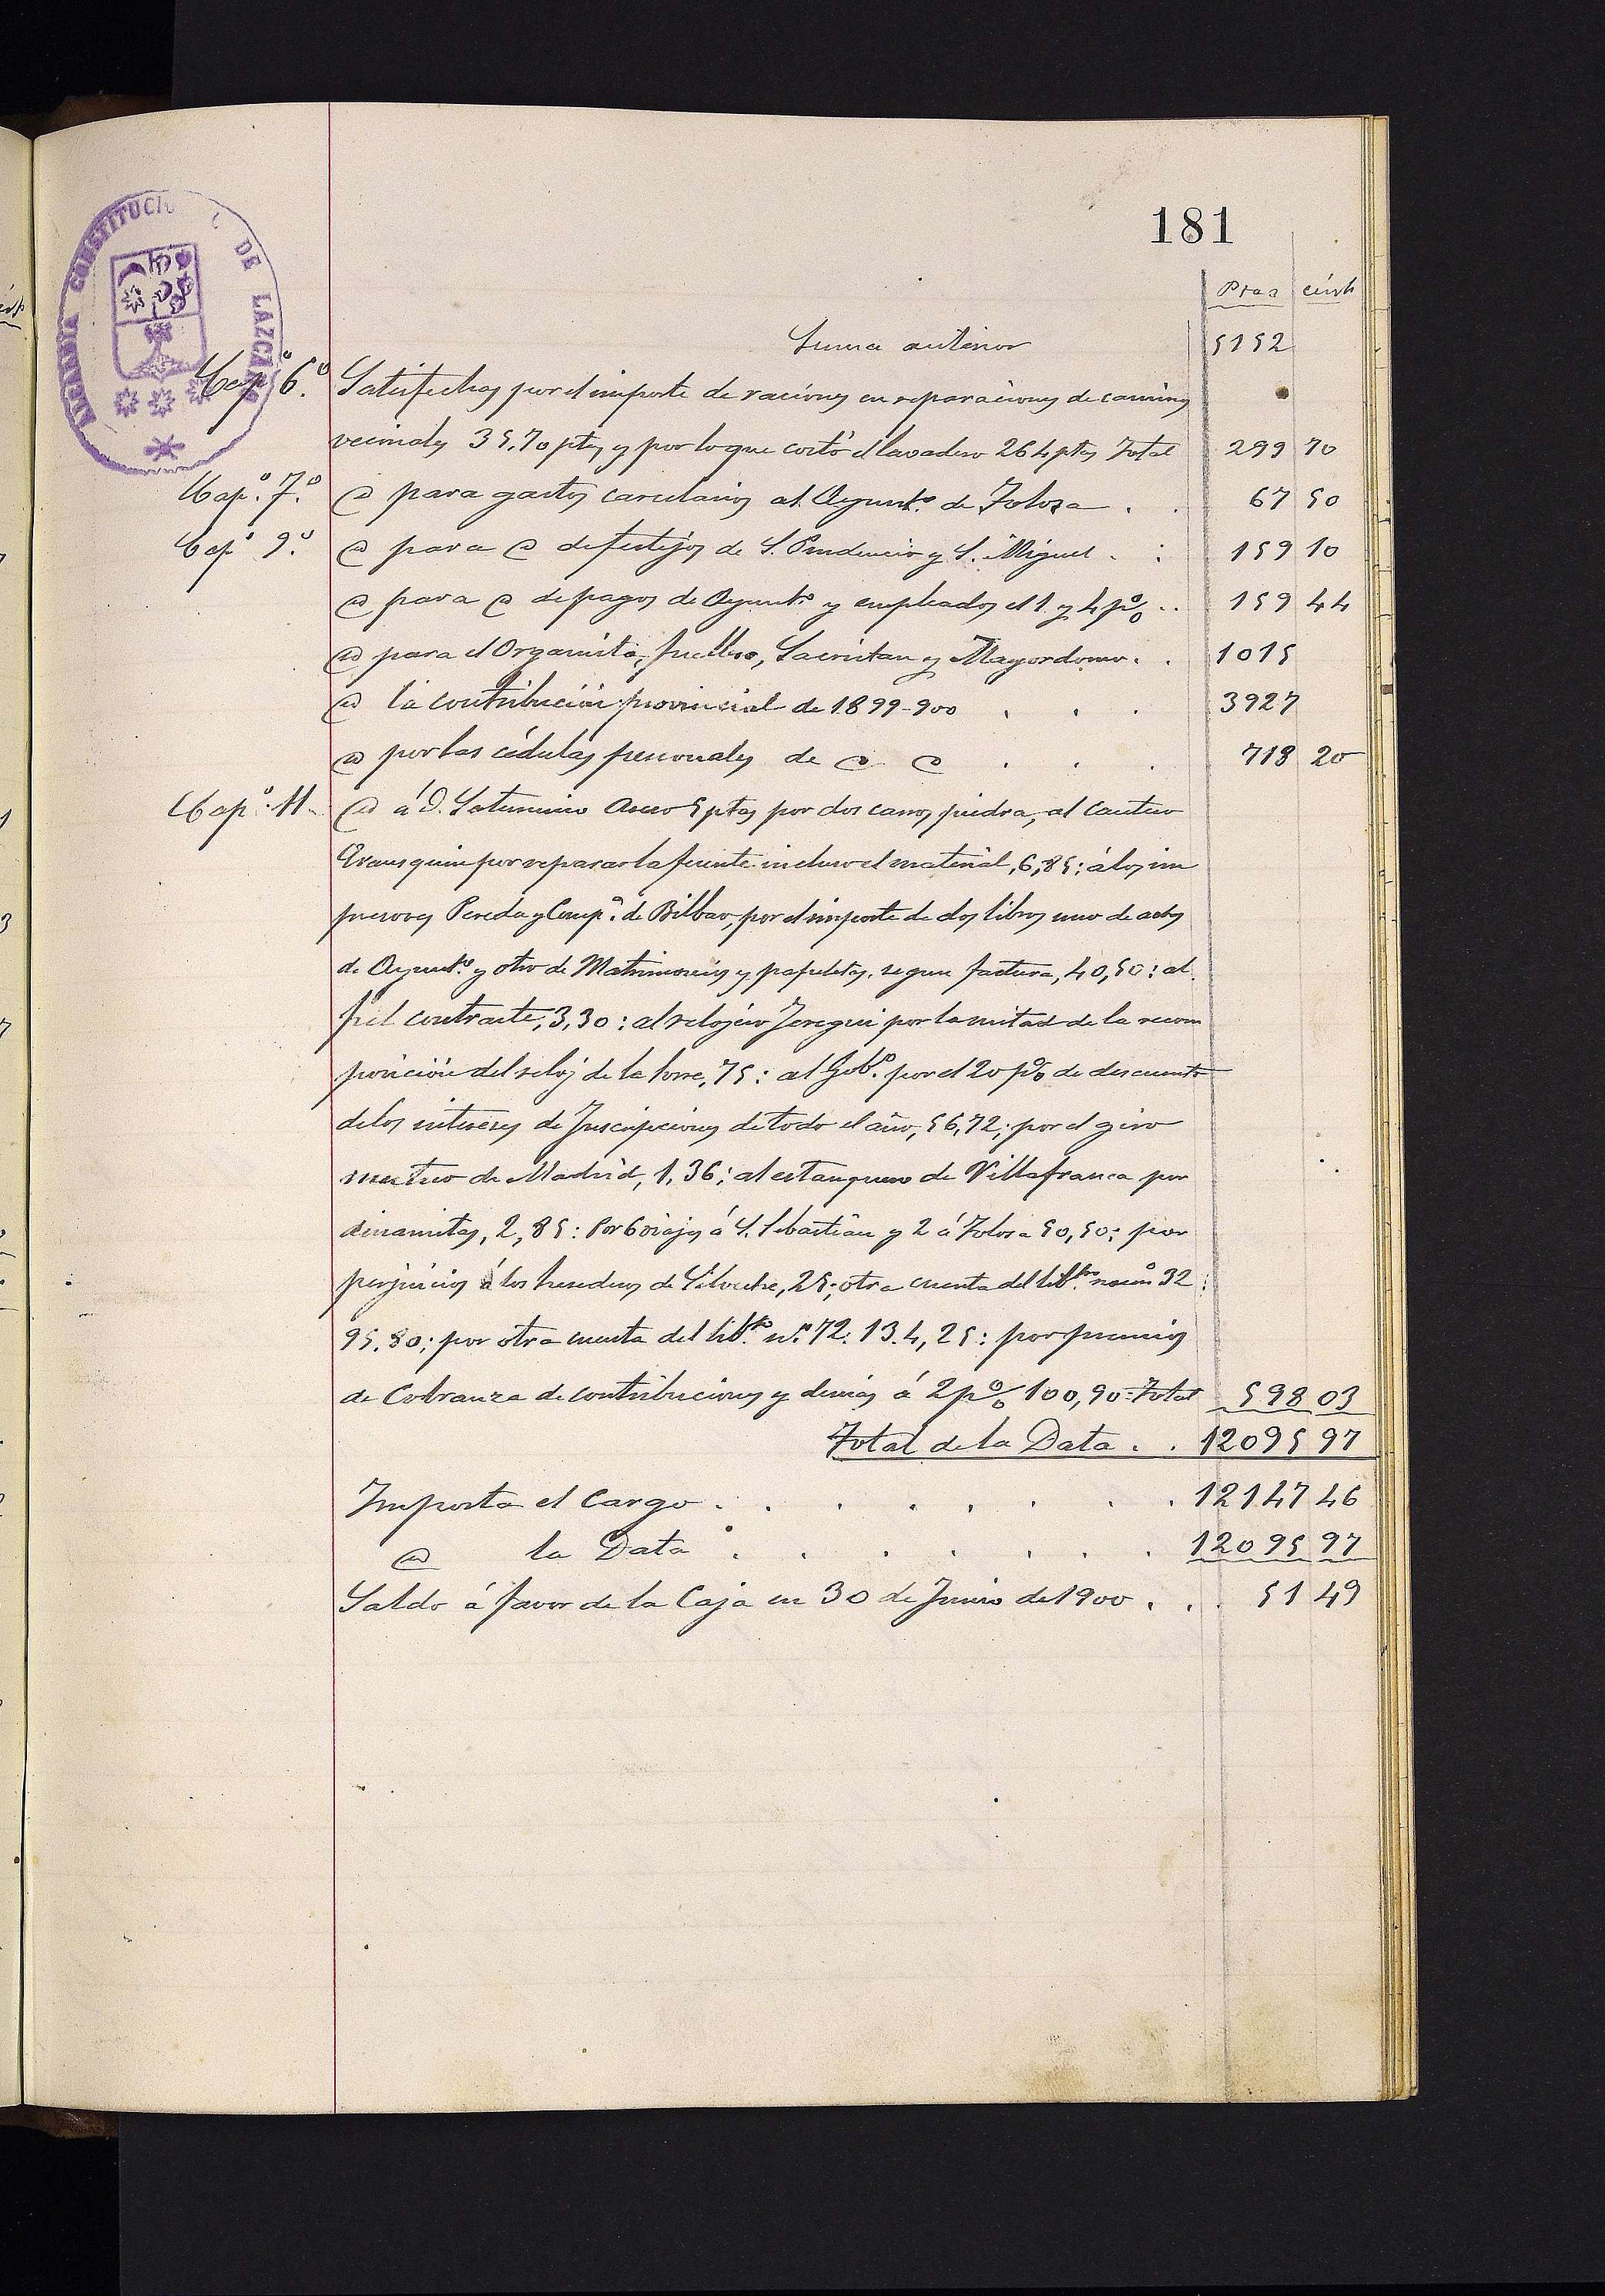 181
ALCALDIA CONSTITUCIO L DE LAZCANO
Ptas cénts
Suma anterior 5152
Cap.º 6.º Satisfechas por el importe de raciones en reparaciones de caminos
vecinales 35,70 ptas y por lo que costó el lavadero 264 ptas Total 299 70
Cap.º 7.º @ para gastos carcelarios al Ayunt.º de Tolosa . . 67 50
Cap.º 9.º @ para @ de festejos de S. Prudencio y S. Miguel . : 159 10
@ para @ de pagos de Ayunt.º y empleados el 1 y 4 p% .. 159 44
@ para el Organista, fuellero, Sacristan y Mayordomo . . 1015
@ la contribución provincial de 1899-900 . . . 3927
@ por las cédulas personales de @ @ . . . 718 20
Cap.º 11. @ á D. Saturnino 5 ptas por dos carros piedra, al cantero
por reparar la fuente incluso el material, 6,85: á los im
presores Pereda y Comp.ª de Bilbao, por el importe de dos libros uno de actas
de Ayunt.º y otro de Matrimonios y papeletas, segun factura, 40,50: al
fiel contraste, 3,30: al relojero Jeregui por la mitad de la recom
posición del reloj de la torre, 75: al Gob.º por el 20 p% de descuento
de los intereses de Inscripciones de todo el año, 56,72; por el giro
mutuo de Madrid, 1,36; al estanquero de Villafranca por
dinamitas, 2,85: Por 6 viajes á S. Sebastian y 2 á Tolosa 50,50: por
perjuicios á los herederos de 25; otra cuenta del lib.to núm.º 32
95.80; por otra cuenta del lib.to n.º 72. 134,25: por premios
de Cobranza de contribuciones y demás á 2 p% 100,90: Total 598 03
Total de la Data . . 12095 97
Importa el Cargo . . . . . . . . 12147 46
@ la Data . . . . . . . 12095 97
Saldo á favor de la Caja en 30 de Junio de 1900 . . . 51 49